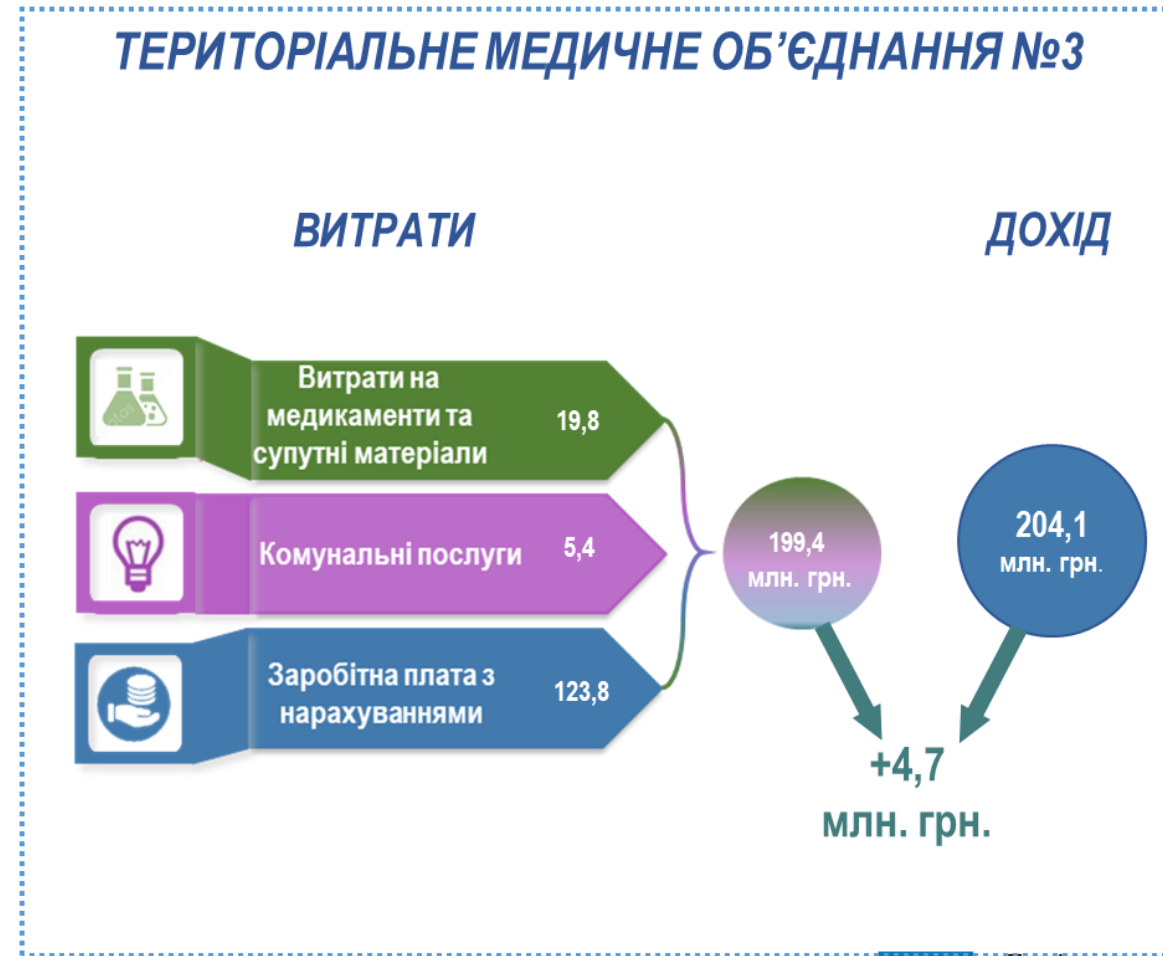 ТЕРИТОРІАЛЬНЕ МЕДИЧНЕ ОБ’ЄДНАННЯ №3
ВИТРАТИ
ДОХІД
Витрати на
медикаменти та
супутні матеріали
19,8
Комунальні послуги
5,4
Заробітна плата з
нарахуваннями
123,8
199,4
млн. грн.
204,1
млн. грн.
+4,7
млн. грн.